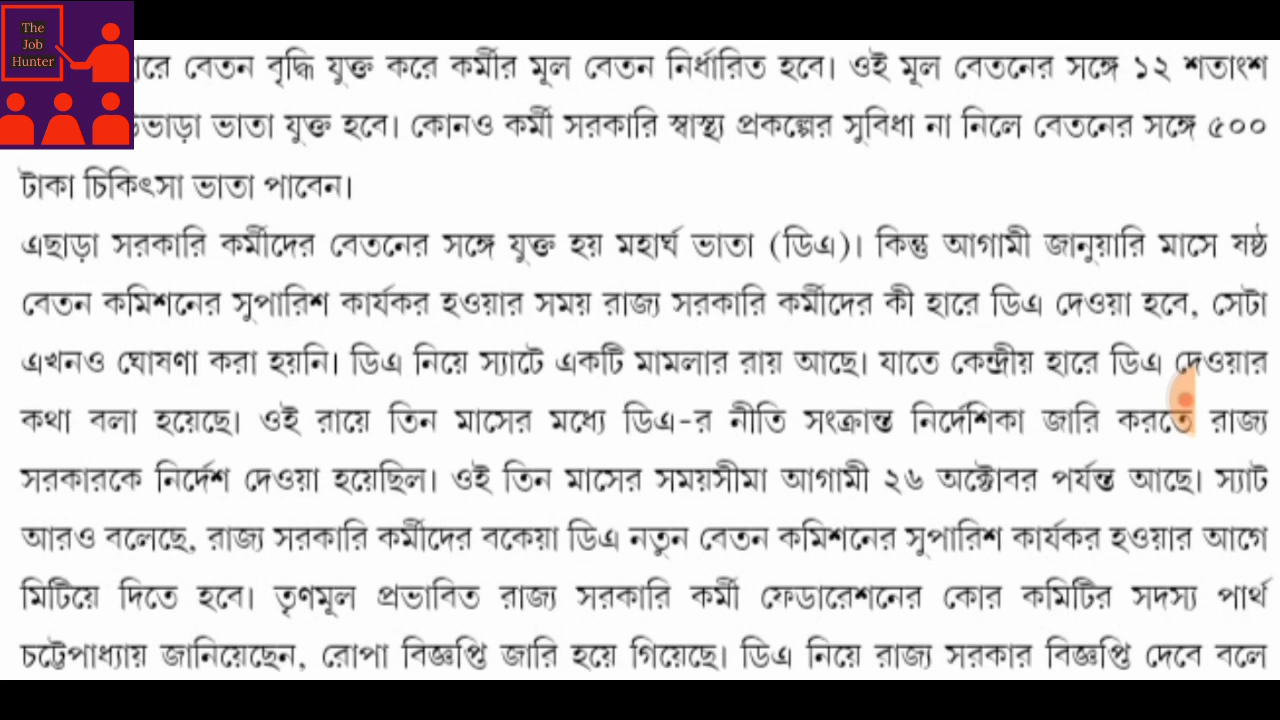 The
Job
Hunter
বেতন বৃদ্ধি যুক্ত করে কর্মীর মূল বেতন নির্ধারিত হবে। ওই মূল বেতনের সঙ্গে ১২ শতাংশ
ভাতা যুক্ত হবে। কোনও কর্মী সরকারি স্বাস্থ্য প্রকল্পের সুবিধা না নিলে বেতনের সঙ্গে ৫০০
টাকা চিকিৎসা ভাতা পাবেন।
এছাড়া সরকারি কর্মীদের বেতনের সঙ্গে যুক্ত হয় মহার্ঘ ভাতা (ডিএ)। কিন্তু আগামী জানুয়ারি মাসে ষষ্ঠ
বেতন কমিশনের সুপারিশ কার্যকর হওয়ার সময় রাজ্য সরকারি কর্মীদের কী হারে ডিএ দেওয়া হবে, সেটা
এখনও ঘোষণা করা হয়নি। ডিএ নিয়ে স্যাটে একটি মামলার রায় আছে। যাতে কেন্দ্রীয় হারে ডিএ দেওয়ার
কথা বলা হয়েছে। ওই রায়ে তিন মাসের মধ্যে ডিএ-র নীতি সংক্রান্ত নির্দেশিকা জারি করতে রাজ্য
সরকারকে নির্দেশ দেওয়া হয়েছিল। ওই তিন মাসের সময়সীমা আগামী ২৬ অক্টোবর পর্যন্ত আছে। স্যাট
আরও বলেছে, রাজ্য সরকারি কর্মীদের বকেয়া ডিএ নতুন বেতন কমিশনের সুপারিশ কার্যকর হওয়ার আগে
মিটিয়ে দিতে হবে। তৃণমূল প্রভাবিত রাজ্য সরকারি কর্মী ফেডারেশনের কোর কমিটির সদস্য পার্থ
চট্টোপাধ্যায় জানিয়েছেন, রোপা বিজ্ঞপ্তি জারি হয়ে গিয়েছে। ডিএ নিয়ে রাজ্য সরকার বিজ্ঞপ্তি দেবে বলে